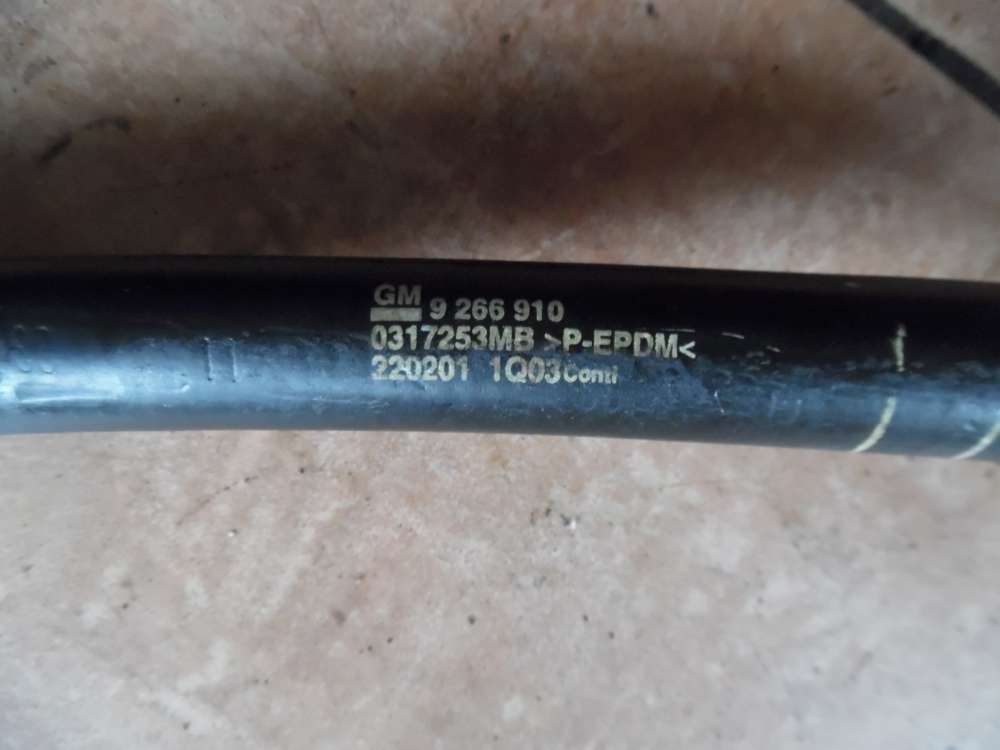 GM 9 266 910
0317253MB >P-EPDM<
220201 1Q03Conti